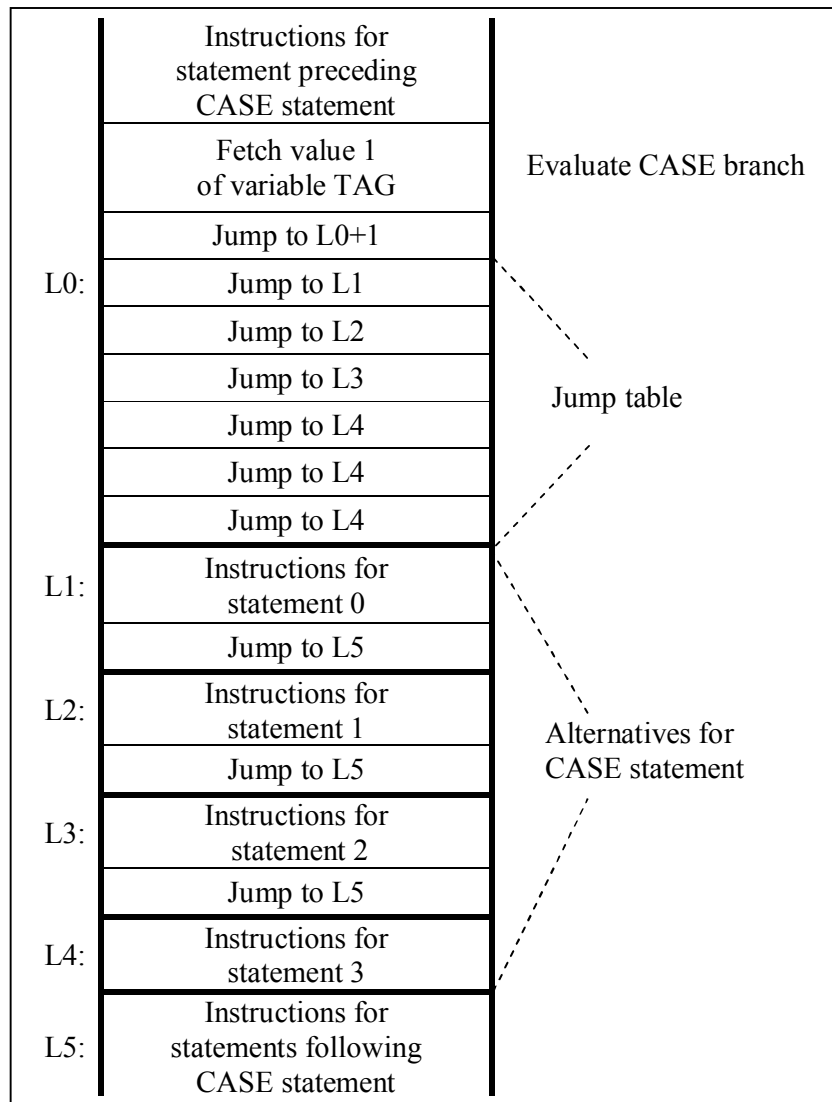 Instructions for
statement preceding
CASE statement
Fetch value 1
of variable TAG
Evaluate CASE branch
Jump to L0+1
L0:
Jump to L1
Jump to L2
Jump to L3
Jump table
Jump to L4
Jump to L4
Jump to L4
L1:
Instructions for
statement 0
Jump to L5
L2:
Instructions for
statement 1
Alternatives for
CASE statement
Jump to L5
L3:
Instructions for
statement 2
Jump to L5
L4:
Instructions for
statement 3
L5:
Instructions for
statements following
CASE statement